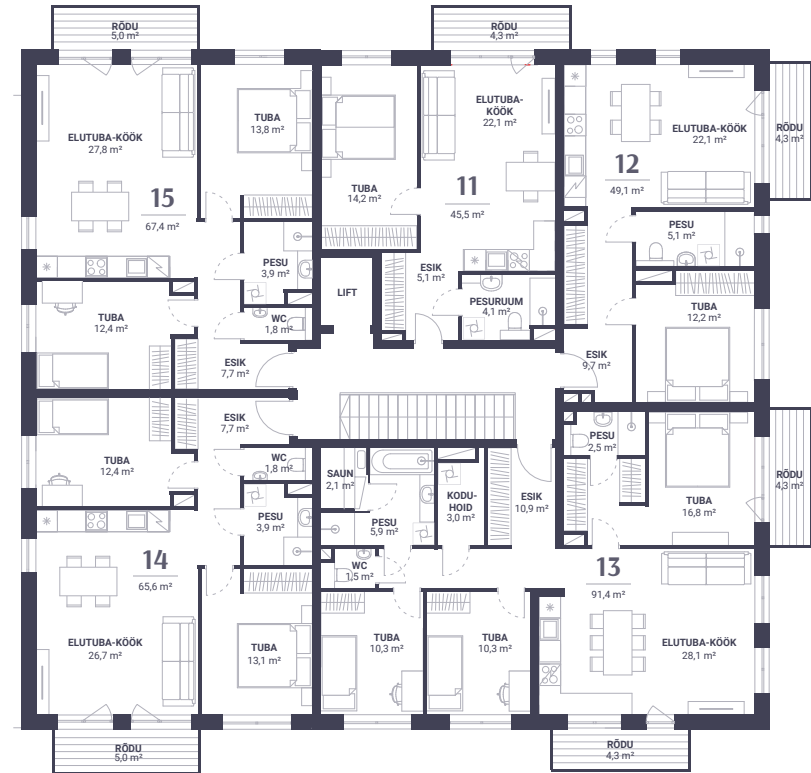 RÕDU
5,0 m²
RÕDU
4,3 m²
ELUTUBA-KÖÖK
27,8 m²
TUBA
13,8 m²
15
67,4 m²
PESU
3,9 m²
WC
1,8 m²
TUBA
12,4 m²
ESIK
7,7 m²
TUBA
14,2 m²
ELUTUBA-
KÖÖK
22,1 m²
11
45,5 m²
ESIK
5,1 m²
PESURUUM
4,1 m²
LIFT
ELUTUBA-KÖÖK
22,1 m²
12
49,1 m²
RÕDU
4,3 m²
PESU
5,1 m²
TUBA
12,2 m²
ESIK
9,7 m²
ESIK
7,7 m²
TUBA
12,4 m²
WC
1,8 m²
PESU
3,9 m²
14
65,6 m²
ELUTUBA-KÖÖK
26,7 m²
TUBA
13,1 m²
RÕDU
5,0 m²
SAUN
2,1 m²
PESU
5,9 m²
KODU-
HOID
3,0 m²
ESIK
10,9 m²
WC
1,5 m²
PESU
2,5 m²
TUBA
16,8 m²
RÕDU
4,3 m²
13
91,4 m²
TUBA
10,3 m²
TUBA
10,3 m²
ELUTUBA-KÖÖK
28,1 m²
RÕDU
4,3 m²